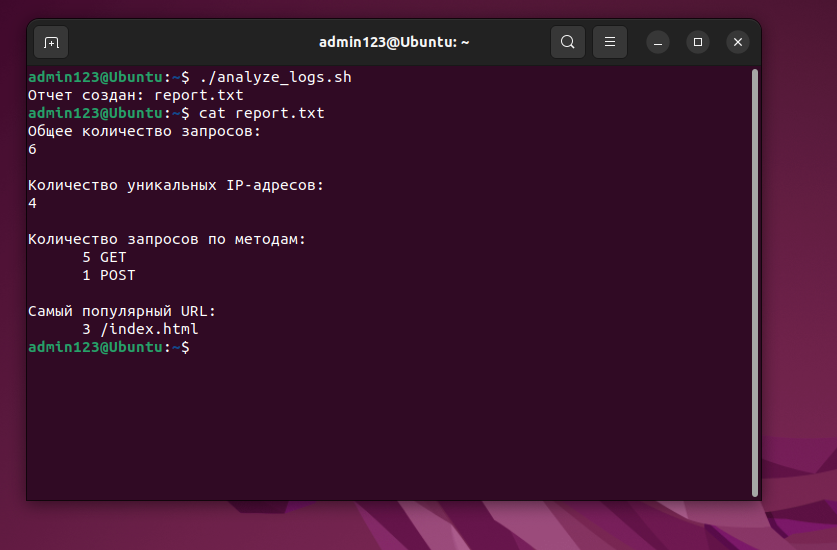 admin123@Ubuntu: ~
admin123@Ubuntu:~$ ./analyze_logs.sh
Отчет создан: report.txt
admin123@Ubuntu:~$ cat report.txt
Общее количество запросов:
6
Количество уникальных IP-адресов:
4
Количество запросов по методам:
5 GET
1 POST
Самый популярный URL:
3 /index.html
admin123@Ubuntu:~$